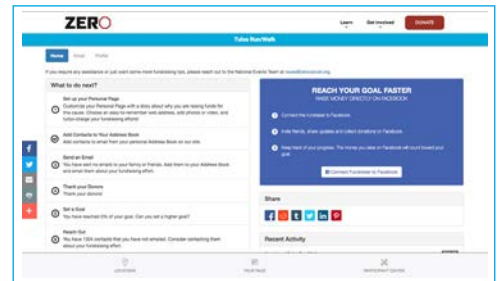 ZERO
Learn
Get Involved
DONATE
Tulsa Run/Walk
Home
Email
Profile
If you require any assistance or just want some more fundraising tips, please reach out to the National Events Team at
What to do next?
Set up your Personal Page
Customize your Personal Page with a story about why you are raising funds for
this cause. Choose an easy to remember web address, add photos or video, and
turbo-charge your fundraising efforts!
Add Contacts to Your Address Book
Add contacts to email from your personal Address Book on our site.
Send an Email
You have sent no emails to your family or friends. Add them to your Address Book
and email them about your fundraising effort.
Thank your Donors
Thank your donors!
Set a Goal
You have reached 0% of your goal. Can you set a higher goal?
Reach Out
You have contacts that you have not emailed. Consider contacting them
about your fundraising effort.
REACH YOUR GOAL FASTER
RAISE MONEY DIRECTLY ON FACEBOOK
Connect the fundraiser to Facebook.
Invite friends, share updates and collect donations on Facebook.
Keep track of your progress. The money you raise on Facebook will count toward your
goal.
Connect Fundraiser to Facebook
Share
Recent Activity
LOCATIONS
YOUR PAGE
PARTICIPANT CENTER